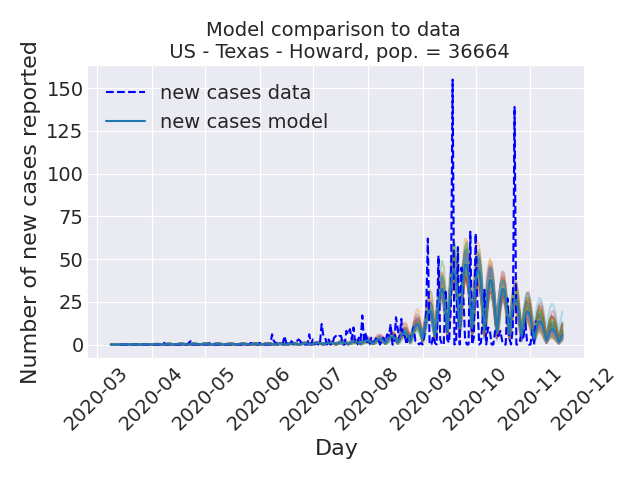 Model comparison to data
US - Texas - Howard, pop. = 36664
Number of new cases reported
150
125
100
75
50
25
0
new cases data
new cases model
2020-03
2020-04
2020-05
2020-06
2020-07
2020-08
2020-09
2020-10
2020-11
2020-12
Day